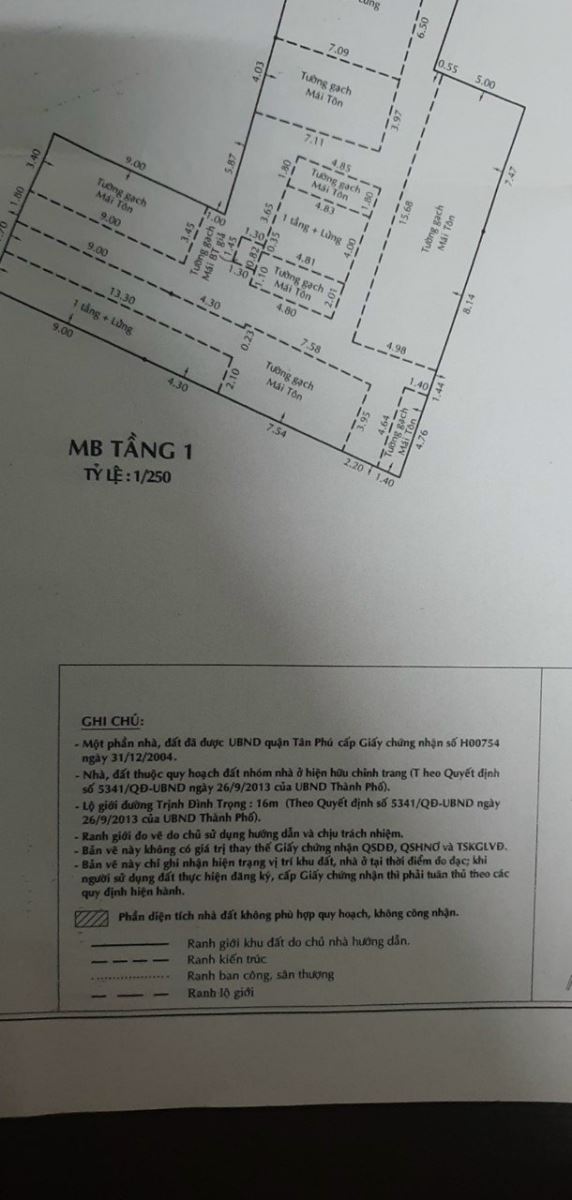 6.50
7.09
0.55
5.00
4.03
Tường gạch
Mái Tôn
3.97
7.11
7.47
3.40
9.00
5.87
1.80
4.85
Tường gạch
Mái Tôn
1.80
4.83
15.68
Tường gạch
Mái Tôn
Tường gạch
Mái Tôn
1.80
9.00
3.45
1.00
Tường gạch
Mái BT giả
3.65
1 tầng + Lửng
4.00
1.30
1.45
0.82
0.35
4.81
1.30
1.10
Tường gạch
Mái Tôn
2.01
4.80
8.14
9.00
13.30
4.30
1 tầng + Lửng
9.00
0.23
7.58
4.98
2.10
Tường gạch
Mái Tôn
4.30
1.40
1.44
3.95
4.64
Tường gạch
Mái Tôn
4.76
7.54
2.20
1.40
MB TẦNG 1
TỶ LỆ : 1/250
GHI CHÚ:
- Một phần nhà, đất đã được UBND quận Tân Phú cấp Giấy chứng nhận số H00754
ngày 31/12/2004.
- Nhà, đất thuộc quy hoạch đất nhóm nhà ở hiện hữu chỉnh trang (T heo Quyết định
số 5341/QĐ-UBND ngày 26/9/2013 của UBND Thành Phố).
- Lộ giới đường Trịnh Đình Trọng : 16m (Theo Quyết định số 5341/QĐ-UBND ngày
26/9/2013 của UBND Thành Phố).
- Ranh giới đo vẽ do chủ sử dụng hướng dẫn và chịu trách nhiệm.
- Bản vẽ này không có giá trị thay thế Giấy chứng nhận QSDĐ, QSHNƠ và TSKGLVĐ.
- Bản vẽ này chỉ ghi nhận hiện trạng vị trí khu đất, nhà ở tại thời điểm đo đạc; khi
người sử dụng đất thực hiện đăng ký, cấp Giấy chứng nhận thì phải tuân thủ theo các
quy định hiện hành.
Phần diện tích nhà đất không phù hợp quy hoạch, không công nhận.
Ranh giới khu đất do chủ nhà hướng dẫn.
Ranh kiến trúc
Ranh ban công, sân thượng
Ranh lộ giới